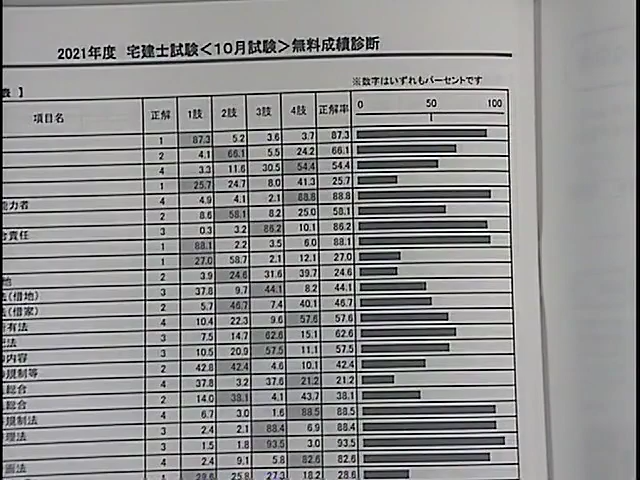 2021年度 宅建士試験＜10月試験＞無料成績診断
表 】
※数字はいずれもパーセントです
項目名 正解 1肢 2肢 3肢 4肢 正解率 0 50 100
1 87.3 5.2 3.6 3.7 87.3
2 4.1 66.1 5.5 24.2 66.1
4 3.3 11.6 30.5 54.4 54.4
1 25.7 24.7 8.0 41.3 25.7
能力者 4 4.9 4.1 2.1 88.8 88.8
2 8.6 58.1 8.2 25.0 58.1
合責任 3 0.3 3.2 86.2 10.1 86.2
1 88.1 2.2 3.5 6.0 88.1
1 27.0 58.7 2.1 12.1 27.0
地 2 3.9 24.6 31.6 39.7 24.6
法(借地) 3 37.8 9.7 44.1 8.2 44.1
法(借家) 2 5.7 46.7 7.4 40.1 46.7
有法 4 10.4 22.3 9.6 57.6 57.6
記法 3 7.5 14.7 62.6 15.1 62.6
内容 3 10.5 20.9 57.5 11.1 57.5
規制等 2 42.8 42.4 4.6 10.1 42.4
総合 4 37.8 3.2 37.6 21.2 21.2
総合 2 14.0 38.1 4.1 43.7 38.1
規制法 4 6.7 3.0 1.6 88.5 88.5
理法 3 2.4 2.1 88.4 6.9 88.4
3 1.5 1.8 93.5 3.0 93.5
画法 4 2.4 9.1 5.8 82.6 82.6
1 28.6 25.8 27.3 18.2 28.6